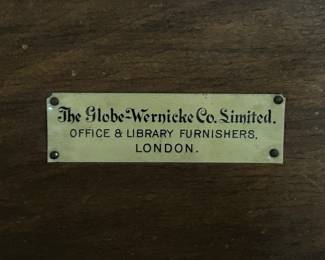 The Globe-Wernicke Co. Limited.
OFFICE & LIBRARY FURNISHERS,
LONDON.